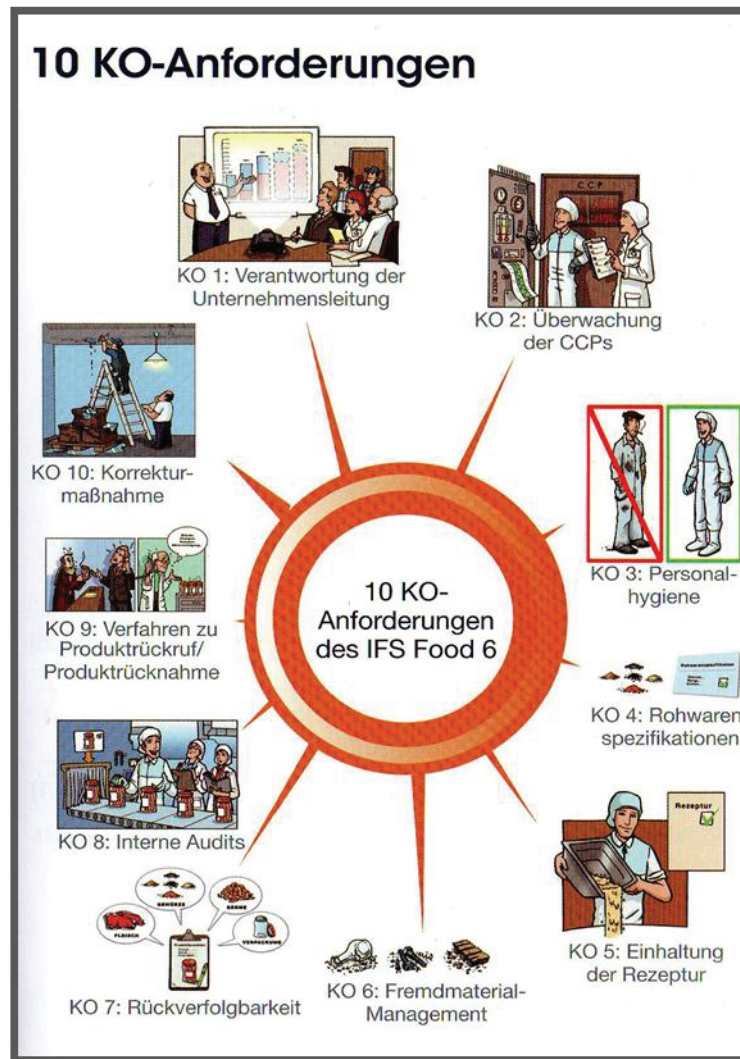 10 KO-Anforderungen
KO 1: Verantwortung der
Unternehmensleitung
CCP
KO 2: Überwachung
der CCPs
KO 3: Personal-
hygiene
Rohwarenspezifikation
KO 4: Rohwaren
spezifikationen
Rezeptur
KO 5: Einhaltung
der Rezeptur
KO 6: Fremdmaterial-
Management
FLEISCH
GEWÜRZE
DÄRME
VERPACKUNG
KO 7: Rückverfolgbarkeit
KO 8: Interne Audits
KO 9: Verfahren zu
Produktrückruf/
Produktrücknahme
KO 10: Korrektur-
maßnahme
10 KO-
Anforderungen
des IFS Food 6